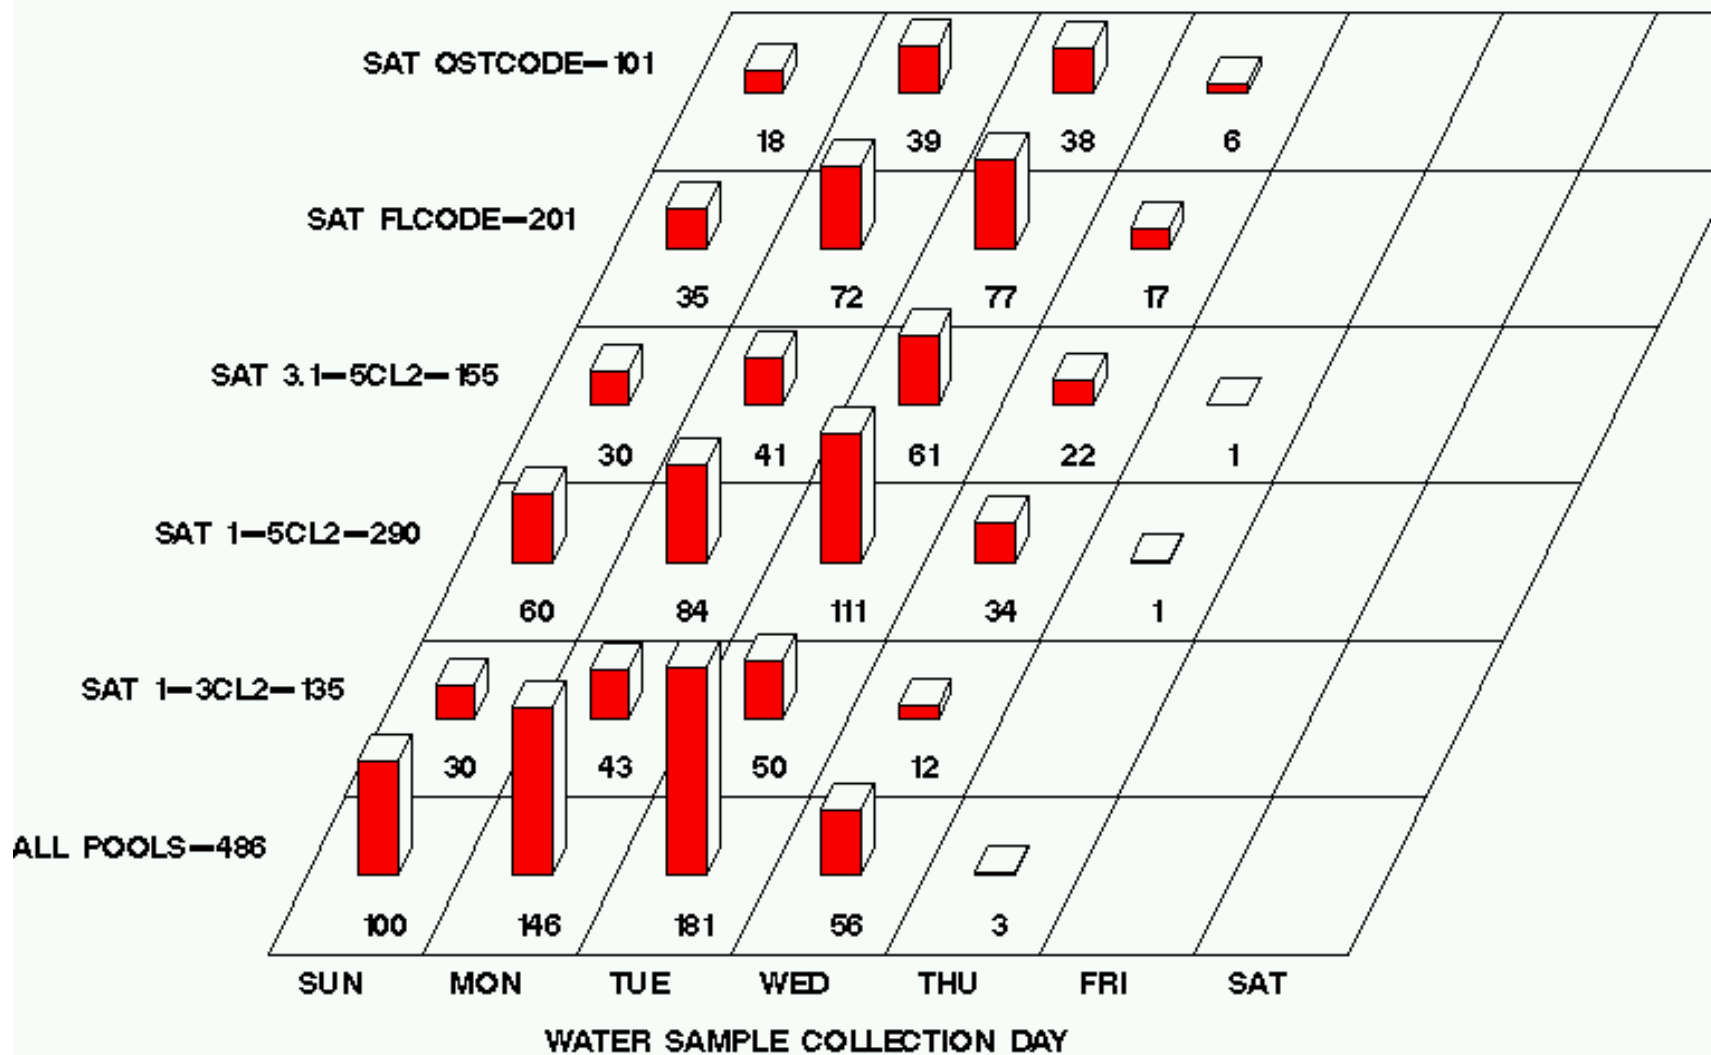 SAT OSTCODE—101
18 39 38 6
SAT FLCODE—201
35 72 77 17
SAT 3.1—5CL2—155
30 41 61 22 1
SAT 1—5CL2—290
60 84 111 34 1
SAT 1—3CL2—135
30 43 50 12
ALL POOLS—486
100 146 181 56 3
SUN MON TUE WED THU FRI SAT
WATER SAMPLE COLLECTION DAY